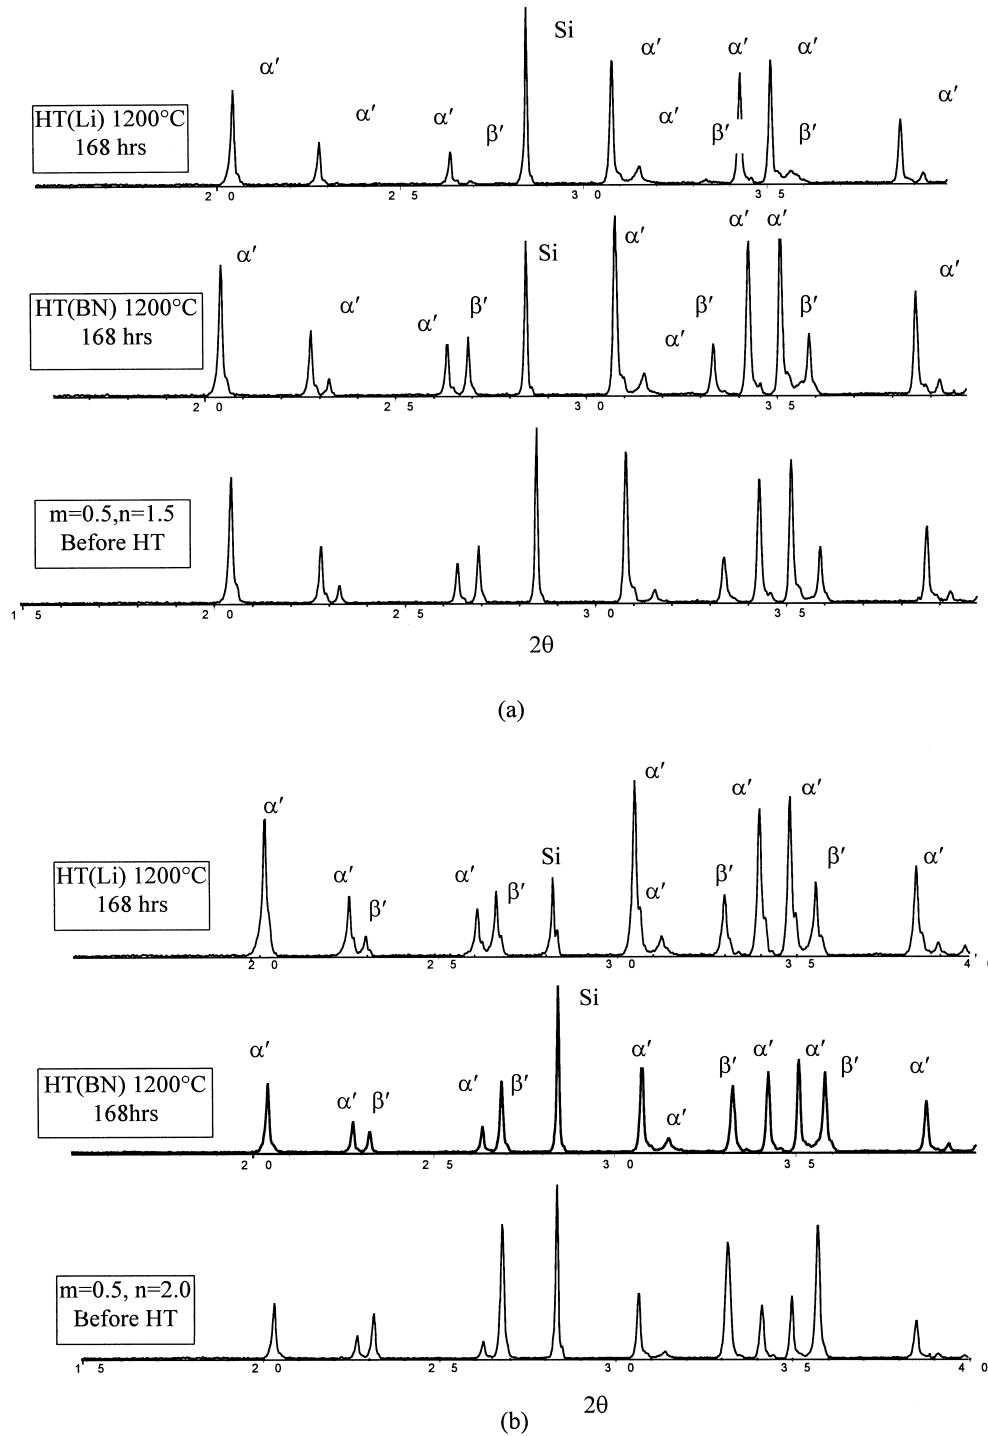 Si
α′ α′ α′
α′
α′
α′ α′ α′ β′ β′
β′
HT(Li) 1200°C
168 hrs
2 0 2 5 3 0 3 5
α′ α′
α′ Si α′ α′
HT(BN) 1200°C
168 hrs
α′ α′ β′ β′ β′
α′
2 0 2 5 3 0 3 5
m=0.5,n=1.5
Before HT
1 5 2 0 2 5 3 0 3 5
2θ
(a)
α′
α′ α′ α′
Si β′ α′
HT(Li) 1200°C
168 hrs
α′ α′ β′ α′ β′
β′
2 0 2 5 3 0 3 5 4
Si
α′ α′ α′ α′
HT(BN) 1200°C
168hrs
α′ β′ α′ β′ β′ β′ α′
α′
2 0 2 5 3 0 3 5
m=0.5, n=2.0
Before HT
1 5 2 0 2 5 3 0 3 5 4 0
2θ
(b)